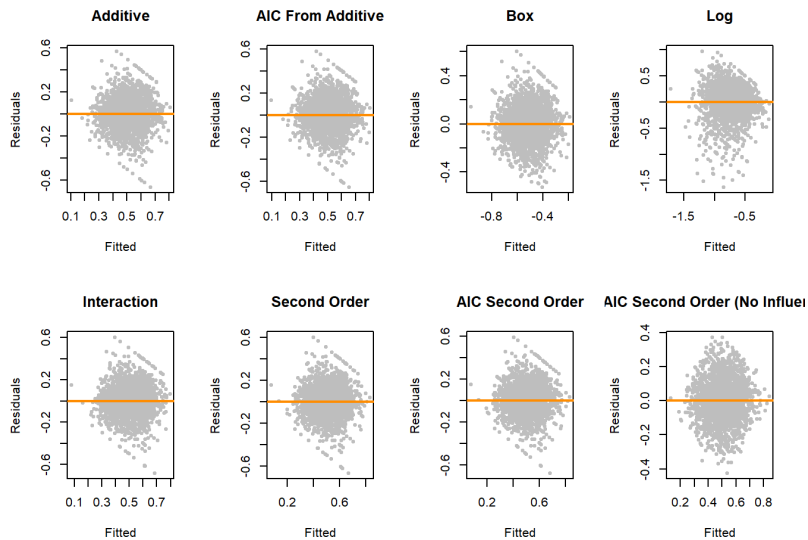 Additive
0.6
0.2
-0.2
-0.6
Residuals
0.1 0.3 0.5 0.7
Fitted
AIC From Additive
0.6
0.2
-0.2
-0.6
Residuals
0.1 0.3 0.5 0.7
Fitted
Box
0.4
0.0
-0.4
Residuals
-0.8 -0.4
Fitted
Log
0.5
-0.5
-1.5
Residuals
-1.5 -0.5
Fitted
Interaction
0.6
0.2
-0.2
-0.6
Residuals
0.1 0.3 0.5 0.7
Fitted
Second Order
0.6
0.2
-0.2
-0.6
Residuals
0.2 0.6
Fitted
AIC Second Order
0.6
0.2
-0.2
-0.6
Residuals
0.2 0.6
Fitted
AIC Second Order (No Influer
0.4
0.2
0.0
-0.2
-0.4
Residuals
0.2 0.4 0.6 0.8
Fitted